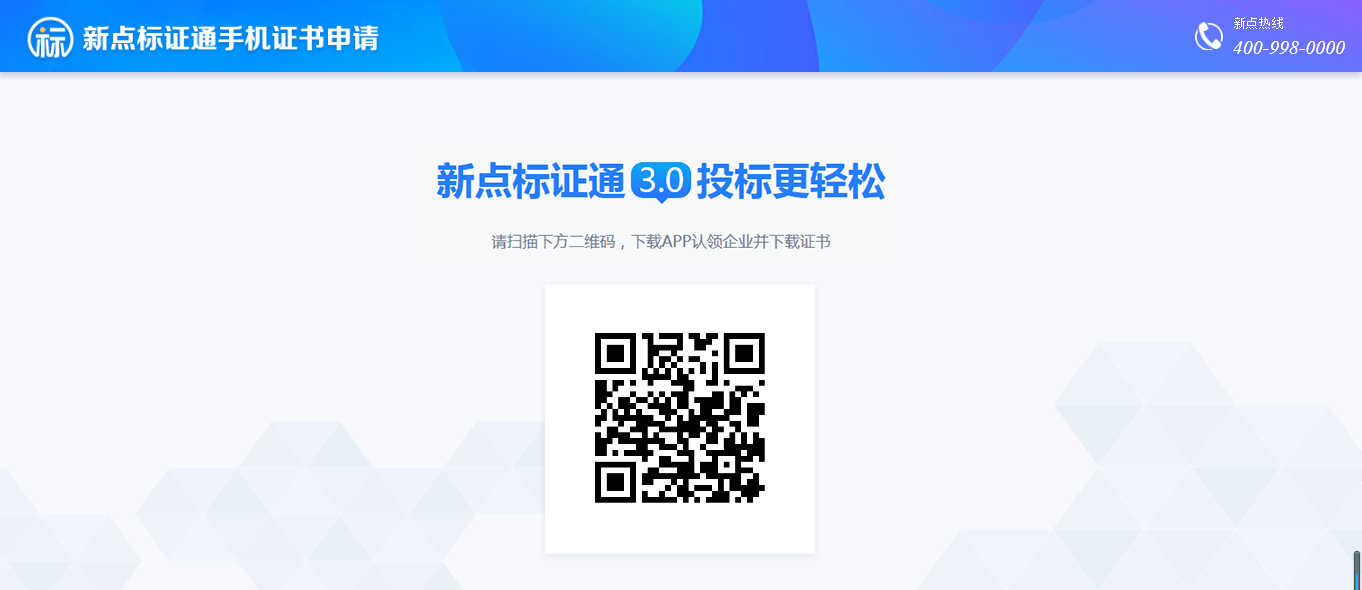 标
新点标证通手机证书申请
新点热线
400-998-0000
新点标证通3.0投标更轻松
请扫描下方二维码，下载APP认领企业并下载证书